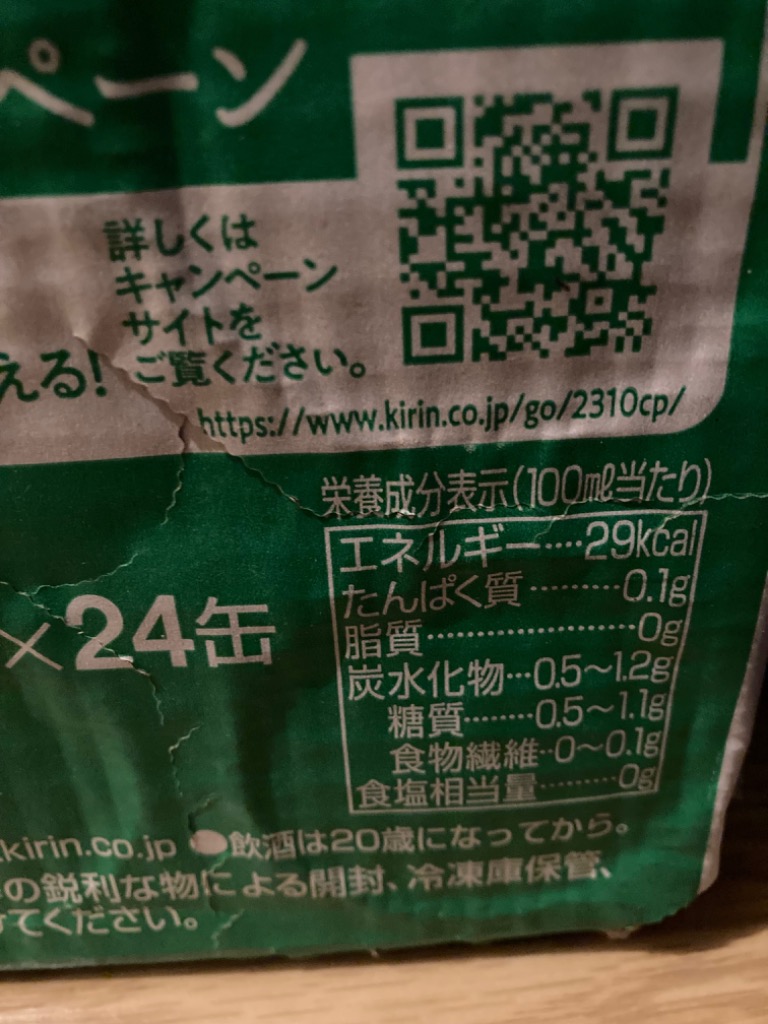 ペーン
詳しくは
キャンペーン
サイトを
える! ご覧ください。
https://www.kirin.co.jp/go/2310cp/
栄養成分表示(100mℓ当たり)
エネルギー····29kcal
たんぱく質·········0.1g
脂質·····················0g
炭水化物···0.5〜1.2g
糖質·······0.5〜1.1g
食物繊維··0〜0.1g
食塩相当量·········0g
×24缶
kirin.co.jp ●飲酒は20歳になってから。
の鋭利な物による開封、冷凍庫保管、
てください。